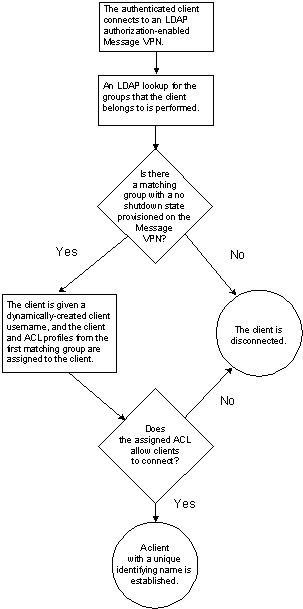 The authenticated client
connects to an LDAP
authorization-enabled
Message VPN.
An LDAP lookup for the
groups that the client
belongs to is performed.
Is there
a matching
group with a no
shutdown state
provisioned on the
Message
VPN?
Yes
No
The client is given a
dynamically-created client
username, and the client
and ACL profiles from the
first matching group are
assigned to the client.
The client is
disconnected.
No
Does
the assigned ACL
allow clients
to connect?
Yes
A client
with a unique
identifying name is
established.